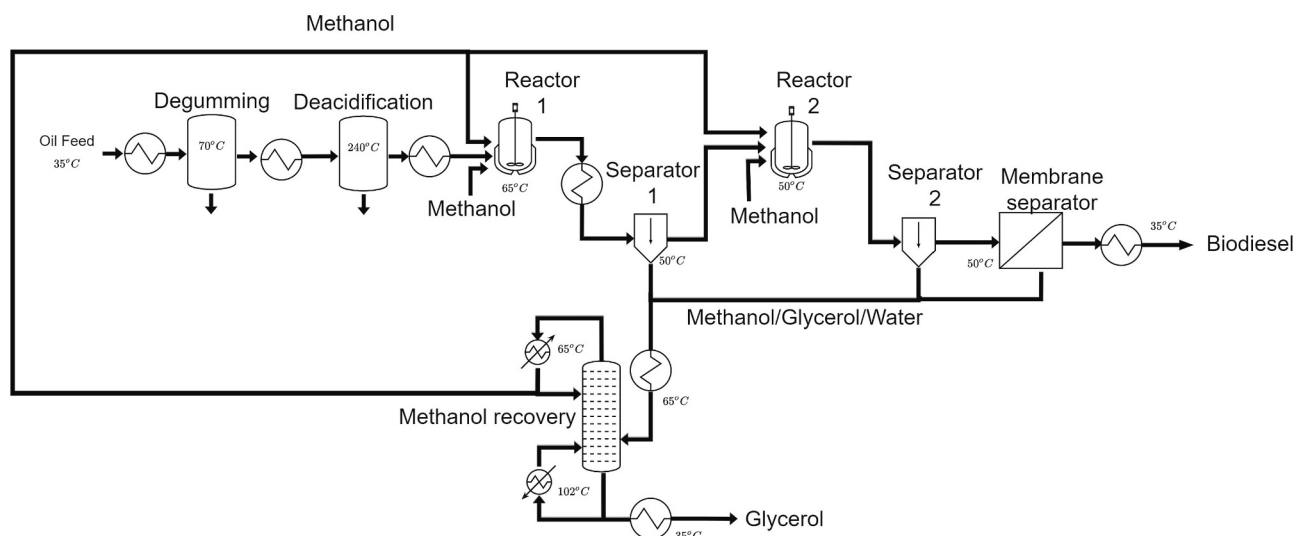 Methanol
Reactor
1
Reactor
2
Degumming
Deacidification
Oil Feed
35°C
70°C
240°C
65°C
Methanol
Separator
1
50°C
50°C
Methanol
Separator
2
Membrane
separator
50°C
35°C
Biodiesel
Methanol/Glycerol/Water
65°C
65°C
Methanol recovery
102°C
Glycerol
35°C